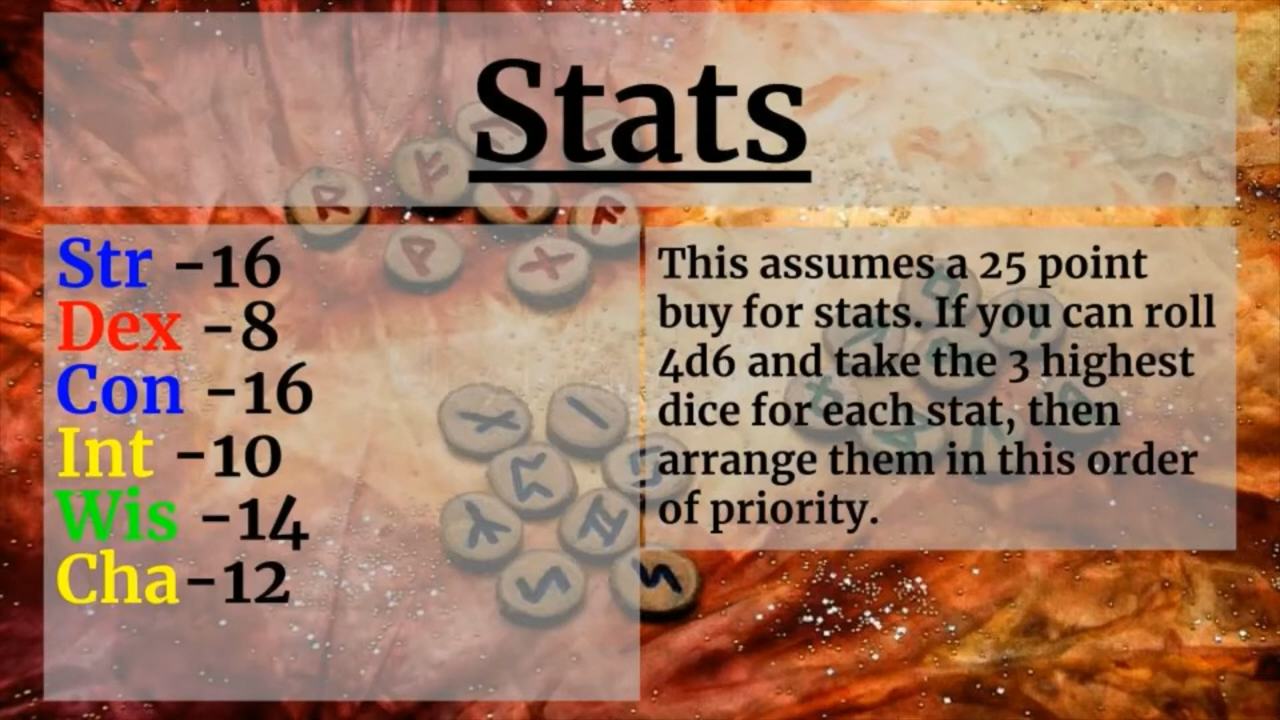 Stats
Str -16
Dex -8
Con -16
Int -10
Wis -14
Cha-12
This assumes a 25 point
buy for stats. If you can roll
4d6 and take the 3 highest
dice for each stat, then
arrange them in this order
of priority.